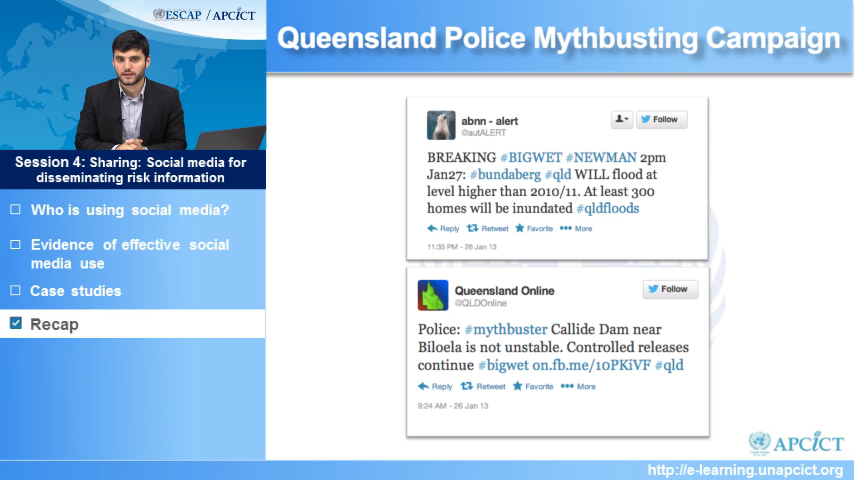 ESCAP / APCICT
Queensland Police Mythbusting Campaign
Session 4: Sharing: Social media for
disseminating risk information
Who is using social media?
Evidence of effective social
media use
Case studies
Recap
abnn - alert
@autALERT
Follow
BREAKING #BIGWET #NEWMAN 2pm
Jan27: #bundaberg #qld WILL flood at
level higher than 2010/11. At least 300
homes will be inundated #qldfloods
Reply Retweet Favorite More
11:35 PM - 26 Jan 13
Queensland Online
@QLDOnline
Follow
Police: #mythbuster Callide Dam near
Biloela is not unstable. Controlled releases
continue #bigwet on.fb.me/10PKiVF #qld
Reply Retweet Favorite More
9:24 AM - 26 Jan 13
APCICT
http://e-learning.unapcict.org